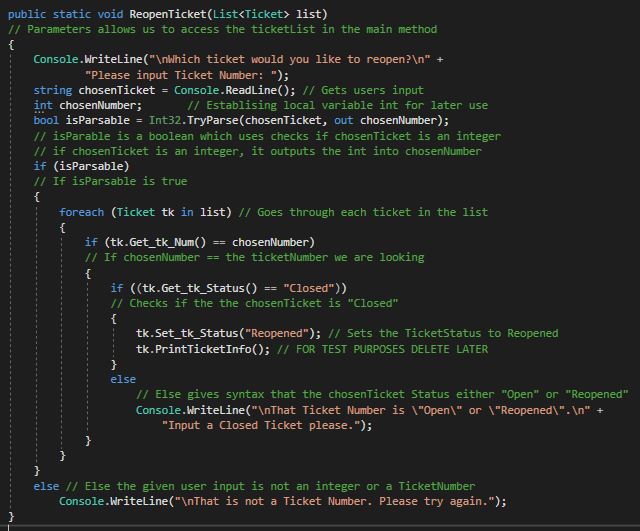 public static void ReopenTicket(List<Ticket> list)
// Parameters allows us to access the ticketList in the main method
{
    Console.WriteLine("\nWhich ticket would you like to reopen?\n" +
            "Please input Ticket Number: ");
    string chosenTicket = Console.ReadLine(); // Gets users input
    int chosenNumber;       // Establising local variable int for later use
    bool isParsable = Int32.TryParse(chosenTicket, out chosenNumber);
    // isParable is a boolean which uses checks if chosenTicket is an integer
    // if chosenTicket is an integer, it outputs the int into chosenNumber
    if (isParsable)
    // If isParsable is true
    {
        foreach (Ticket tk in list) // Goes through each ticket in the list
        {
            if (tk.Get_tk_Num() == chosenNumber)
            // If chosenNumber == the ticketNumber we are looking
            {
                if ((tk.Get_tk_Status() == "Closed"))
                // Checks if the the chosenTicket is "Closed"
                {
                    tk.Set_tk_Status("Reopened"); // Sets the TicketStatus to Reopened
                    tk.PrintTicketInfo(); // FOR TEST PURPOSES DELETE LATER
                }
                else
                    // Else gives syntax that the chosenTicket Status either "Open" or "Reopened"
                    Console.WriteLine("\nThat Ticket Number is \"Open\" or \"Reopened\".\n" +
                        "Input a Closed Ticket please.");
            }
        }
    }
    else // Else the given user input is not an integer or a TicketNumber
        Console.WriteLine("\nThat is not a Ticket Number. Please try again.");
}